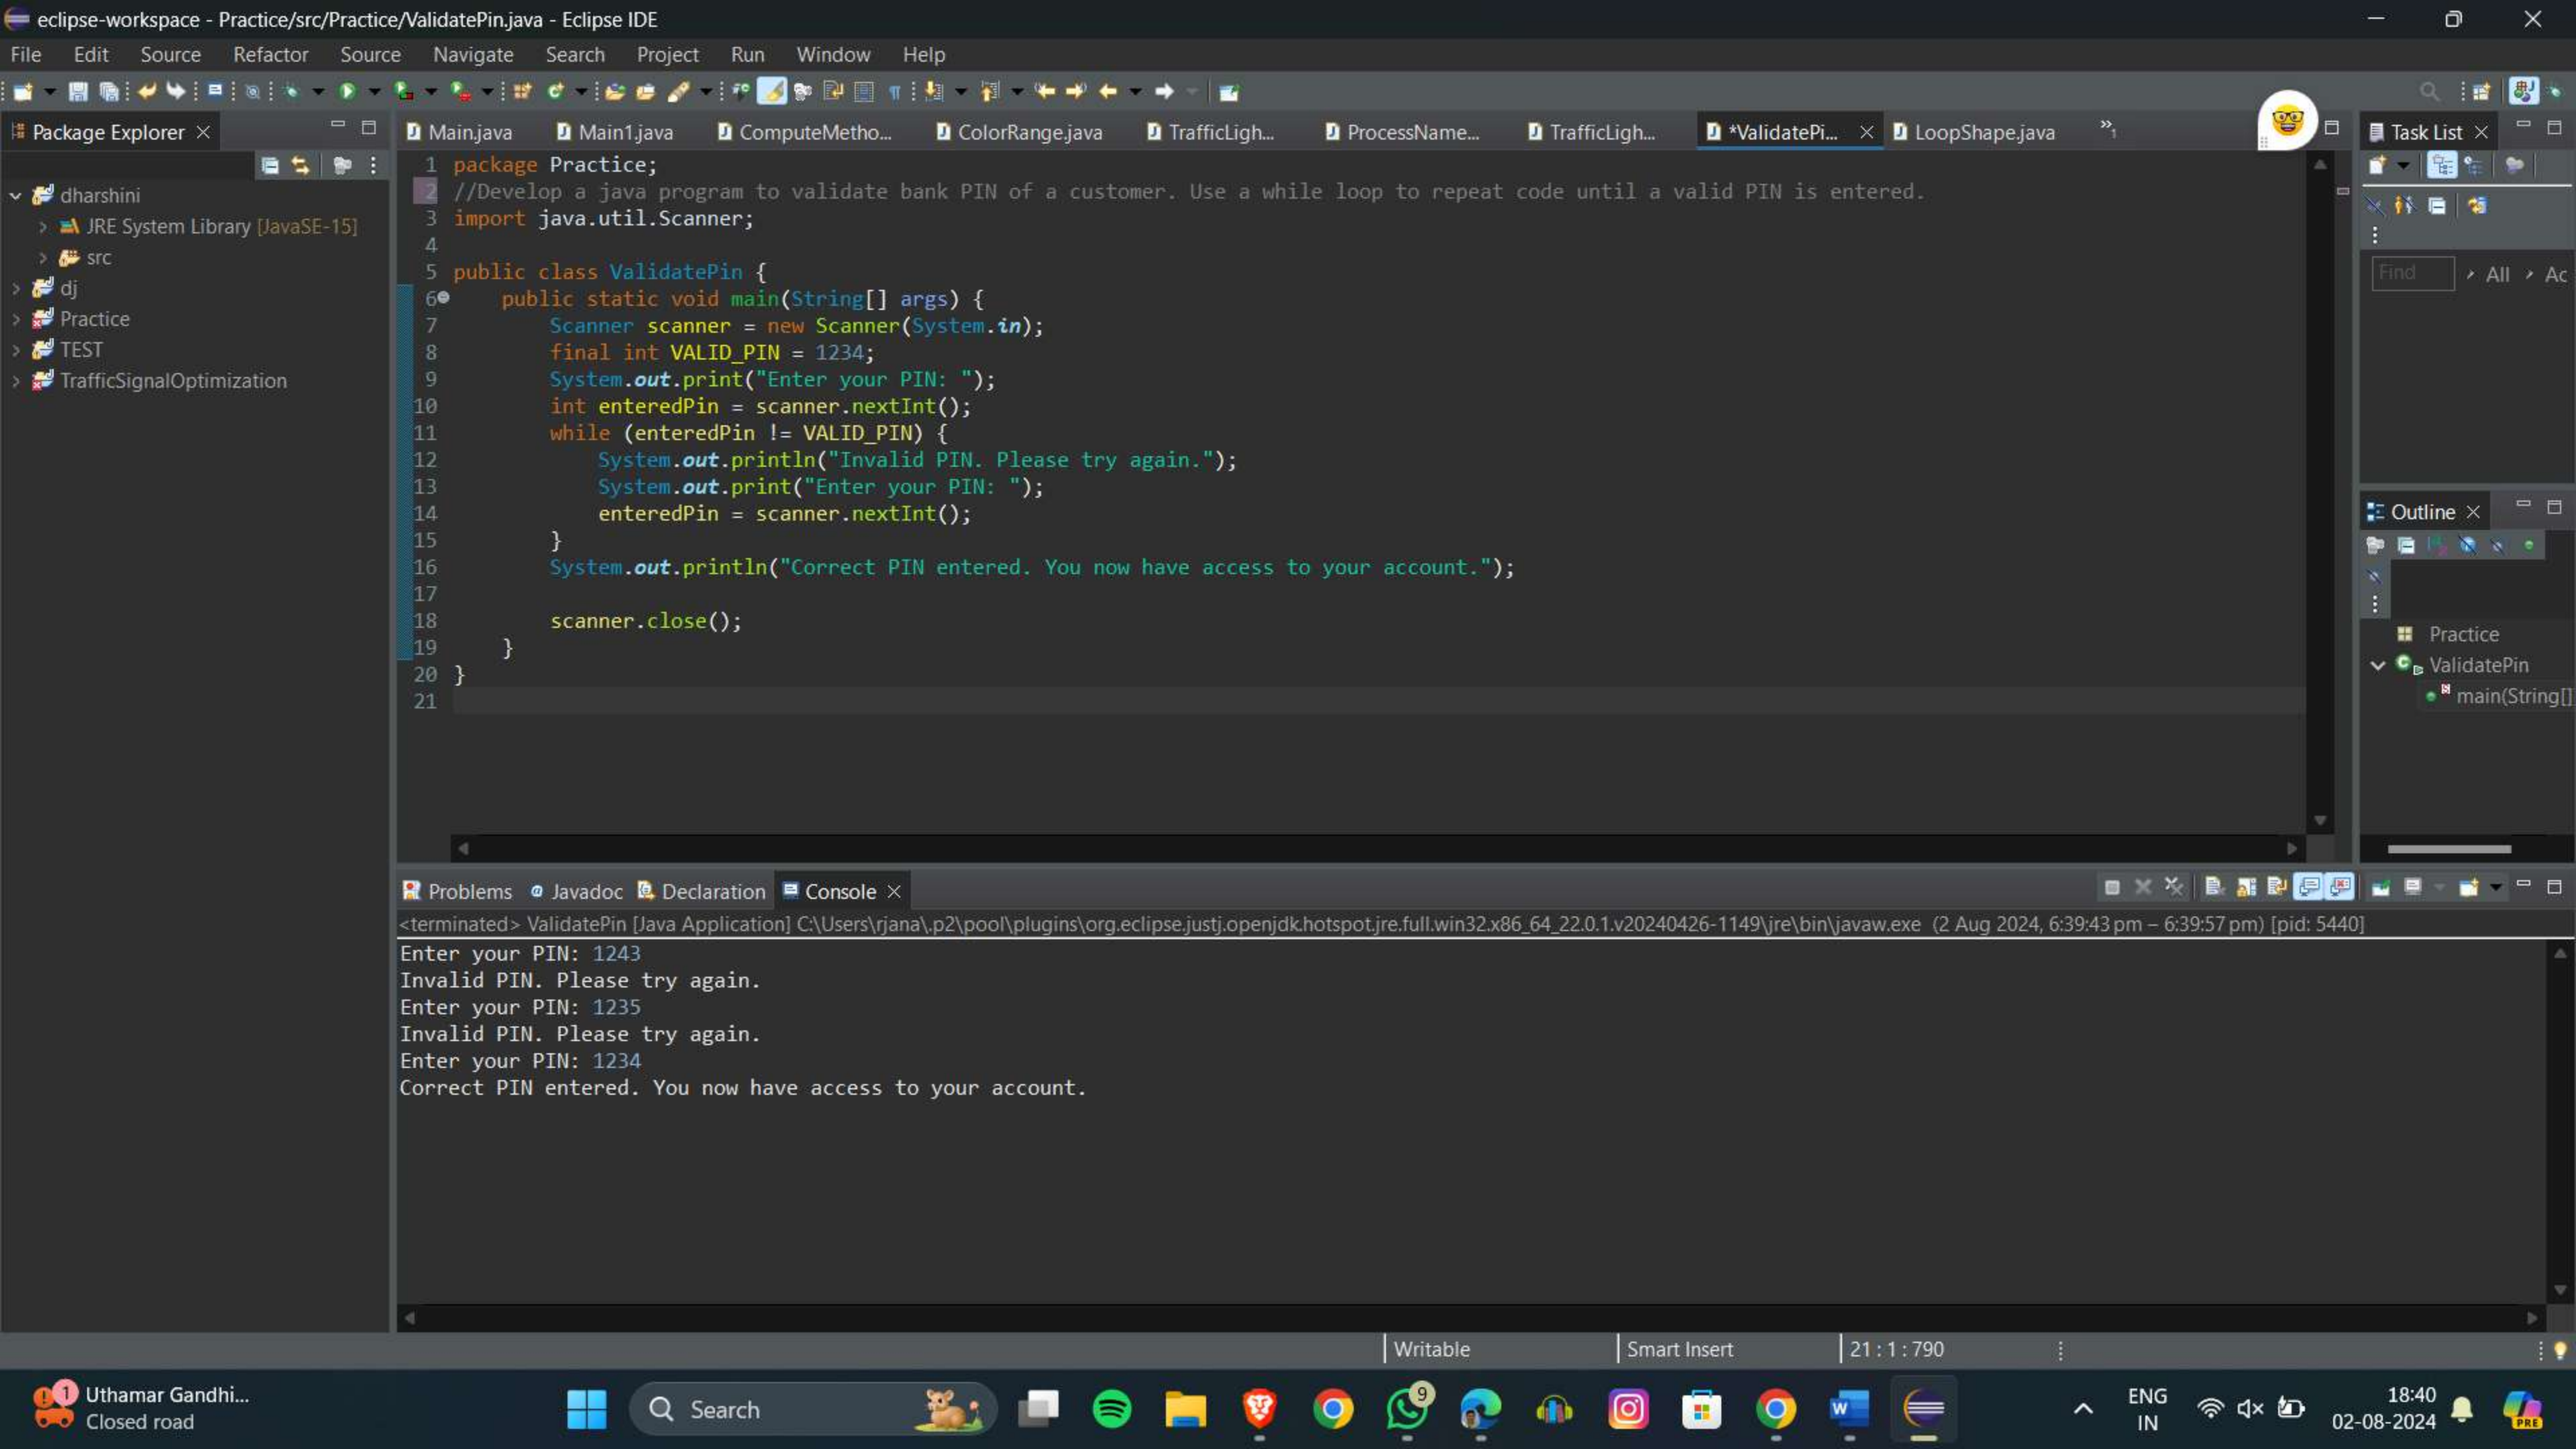 eclipse-workspace - Practice/src/Practice/ValidatePin.java - Eclipse IDE
File Edit Source Refactor Source Navigate Search Project Run Window Help
Package Explorer
dharshini
JRE System Library [JavaSE-15]
src
dj
Practice
TEST
TrafficSignalOptimization
Main.java Main1.java ComputeMetho... ColorRange.java TrafficLigh... ProcessName... TrafficLigh... *ValidatePi... LoopShape.java »1
1 package Practice;
2 //Develop a java program to validate bank PIN of a customer. Use a while loop to repeat code until a valid PIN is entered.
3 import java.util.Scanner;
4
5 public class ValidatePin {
6 public static void main(String[] args) {
7 Scanner scanner = new Scanner(System.in);
8 final int VALID_PIN = 1234;
9 System.out.print("Enter your PIN: ");
10 int enteredPin = scanner.nextInt();
11 while (enteredPin != VALID_PIN) {
12 System.out.println("Invalid PIN. Please try again.");
13 System.out.print("Enter your PIN: ");
14 enteredPin = scanner.nextInt();
15 }
16 System.out.println("Correct PIN entered. You now have access to your account.");
17
18 scanner.close();
19 }
20 }
21
Task List
Find All Ac
Outline
Practice
ValidatePin
main(String[]
Problems Javadoc Declaration Console
<terminated> ValidatePin [Java Application] C:\Users\rjana\.p2\pool\plugins\org.eclipse.justj.openjdk.hotspot.jre.full.win32.x86_64_22.0.1.v20240426-1149\jre\bin\javaw.exe (2 Aug 2024, 6:39:43 pm – 6:39:57 pm) [pid: 5440]
Enter your PIN: 1243
Invalid PIN. Please try again.
Enter your PIN: 1235
Invalid PIN. Please try again.
Enter your PIN: 1234
Correct PIN entered. You now have access to your account.
Writable Smart Insert 21 : 1 : 790
1
Uthamar Gandhi...
Closed road
Search
9
ENG
IN
18:40
02-08-2024
PRE